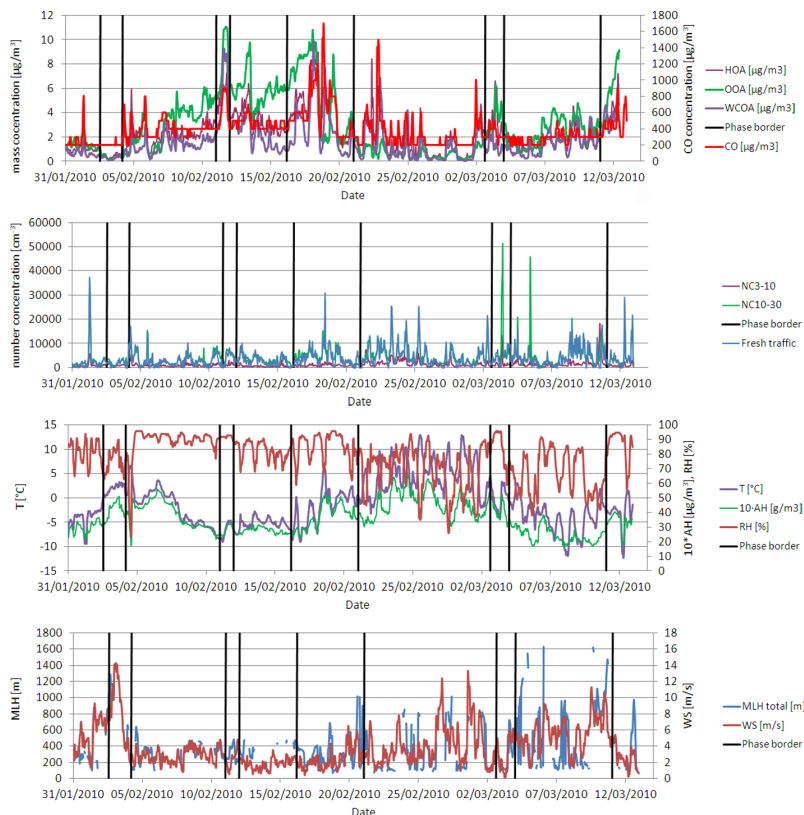 mass cocentration [µg/m³]
12
10
8
6
4
2
0
1800
1600
1400
1200
1000
800
600
400
200
0
CO concentration [µg/m³]
31/01/2010 05/02/2010 10/02/2010 15/02/2010 20/02/2010 25/02/2010 02/03/2010 07/03/2010 12/03/2010
Date
HOA [µg/m3]
OOA [µg/m3]
WCOA [µg/m3]
Phase border
CO [µg/m3]
number concentration [cm⁻³]
60000
50000
40000
30000
20000
10000
0
31/01/2010 05/02/2010 10/02/2010 15/02/2010 20/02/2010 25/02/2010 02/03/2010 07/03/2010 12/03/2010
Date
NC3-10
NC10-30
Phase border
Fresh traffic
T [°C]
15
10
5
0
-5
-10
-15
100
90
80
70
60
50
40
30
20
10
0
10*AH [µg/m³], RH [%]
31/01/2010 05/02/2010 10/02/2010 15/02/2010 20/02/2010 25/02/2010 02/03/2010 07/03/2010 12/03/2010
Date
T [°C]
10·AH [g/m3]
RH [%]
Phase border
MLH [m]
1800
1600
1400
1200
1000
800
600
400
200
0
18
16
14
12
10
8
6
4
2
0
WS [m/s]
31/01/2010 05/02/2010 10/02/2010 15/02/2010 20/02/2010 25/02/2010 02/03/2010 07/03/2010 12/03/2010
Date
MLH total [m]
WS [m/s]
Phase border